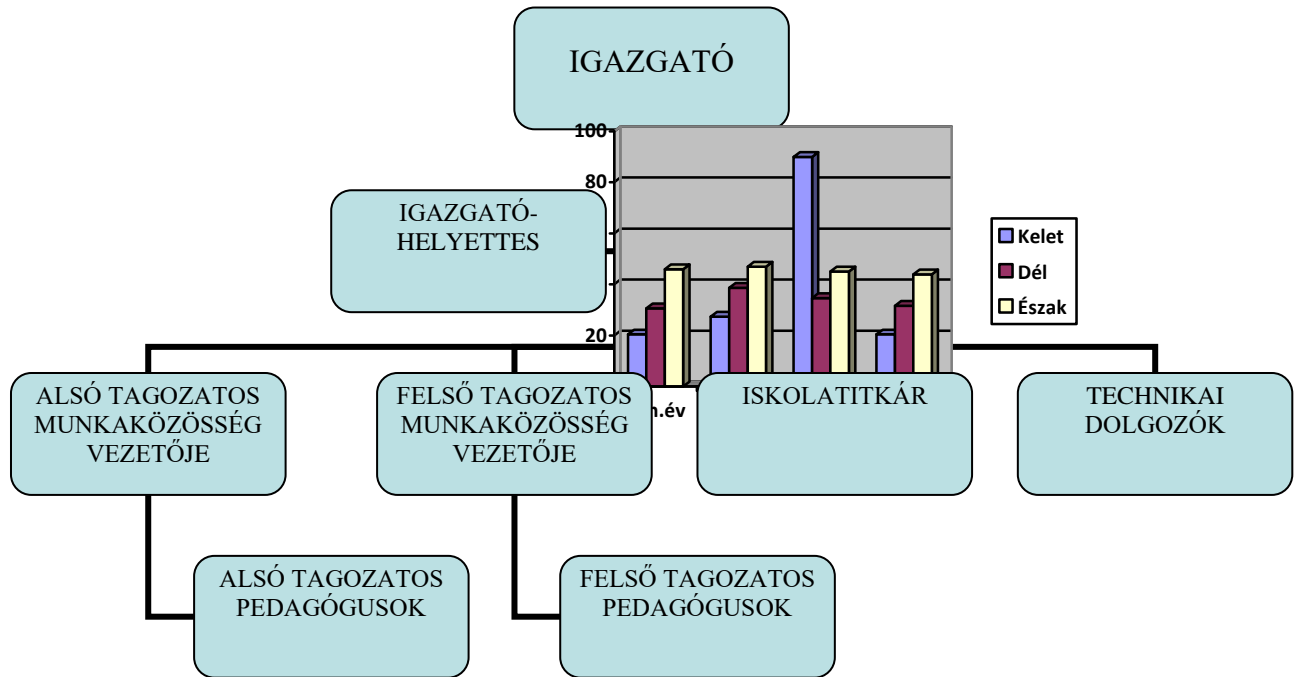 IGAZGATÓ
100
80
IGAZGATÓ-
HELYETTES
Kelet
Dél
Észak
20
ALSÓ TAGOZATOS
MUNKAKÖZÖSSÉG
VEZETŐJE
FELSŐ TAGOZATOS
MUNKAKÖZÖSSÉG
VEZETŐJE
n.év
ISKOLATITKÁR
TECHNIKAI
DOLGOZÓK
ALSÓ TAGOZATOS
PEDAGÓGUSOK
FELSŐ TAGOZATOS
PEDAGÓGUSOK